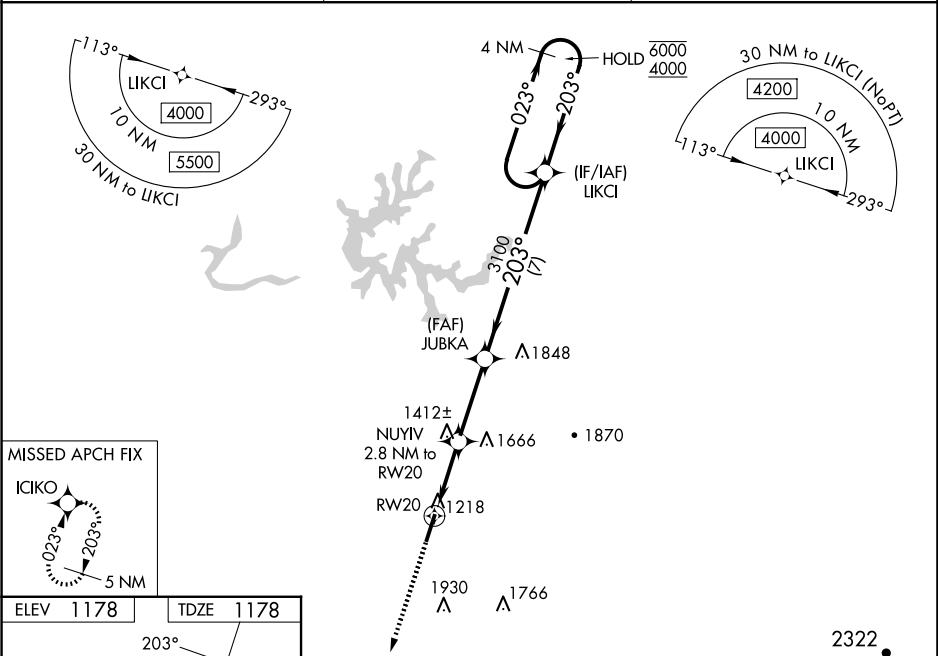 113°
LIKCI
293°
4000
10 NM
5500
30 NM to LIKCI
4 NM
HOLD
6000
4000
023°
203°
(IF/IAF)
LIKCI
30 NM to LIKCI (NoPT)
4200
10 NM
4000
113°
LIKCI
293°
3100
203°
(7)
(FAF)
JUBKA
1848
1412±
NUYIV
2.8 NM to
RW20
1666
1870
RW20
1218
MISSED APCH FIX
ICIKO
023°
203°
5 NM
1930
1766
ELEV 1178
TDZE 1178
203°
2322